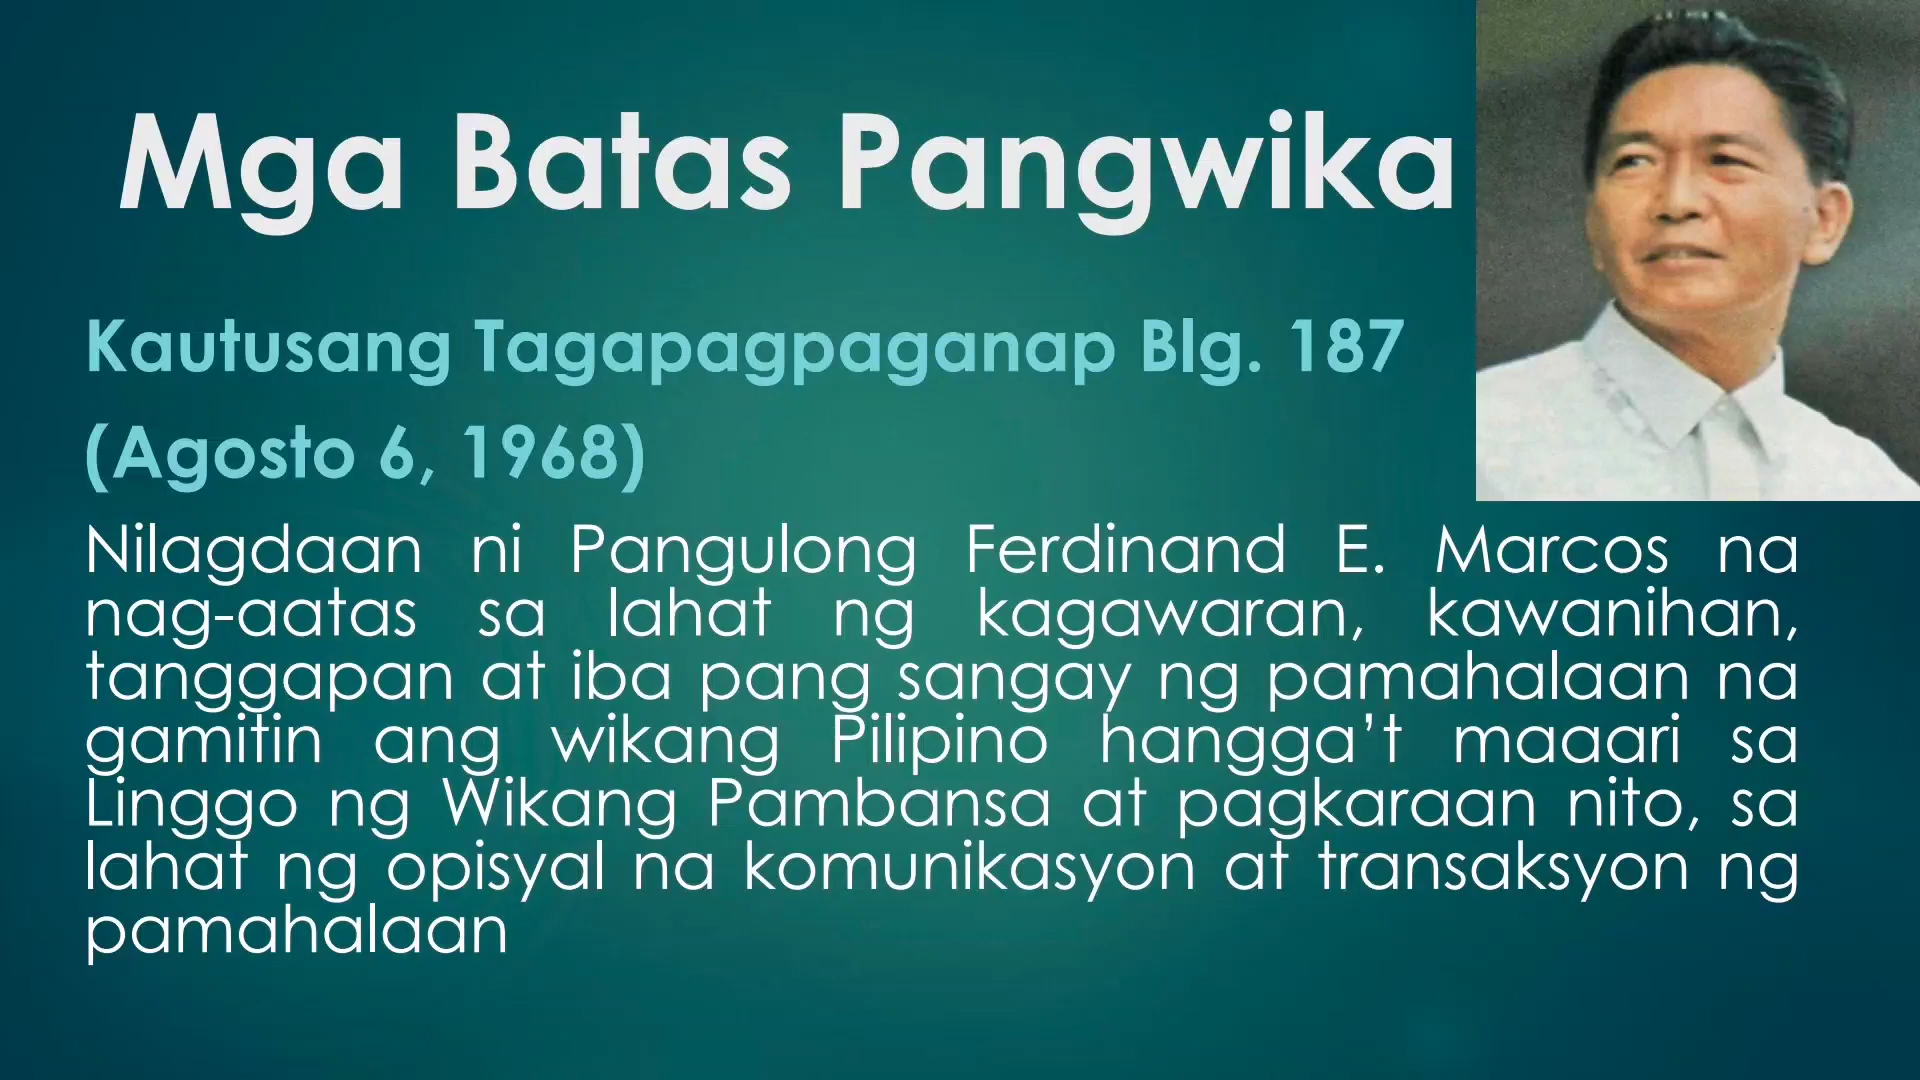 Mga Batas Pangwika
Kautusang Tagapagpaganap Blg. 187
(Agosto 6, 1968)
Nilagdaan ni Pangulong Ferdinand E. Marcos na
nag-aatas sa lahat ng kagawaran, kawanihan,
tanggapan at iba pang sangay ng pamahalaan na
gamitin ang wikang Pilipino hangga’t maaari sa
Linggo ng Wikang Pambansa at pagkaraan nito, sa
lahat ng opisyal na komunikasyon at transaksyon ng
pamahalaan